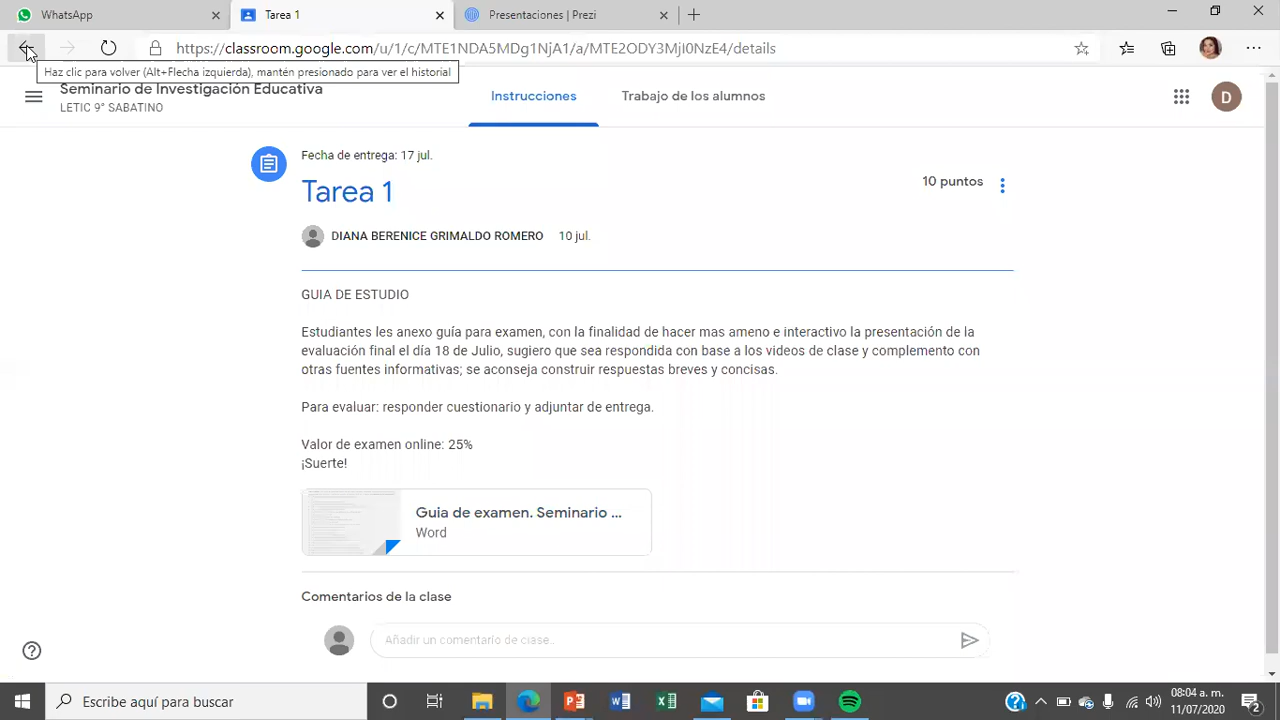 WhatsApp
Tarea 1
Presentaciones | Prezi
https://classroom.google.com/u/1/c/MTE1NDA5MDg1NjA1/a/MTE2ODY3MjI0NzE4/details
Haz clic para volver (Alt+Flecha izquierda), mantén presionado para ver el historial
Seminario de Investigación Educativa
LETIC 9° SABATINO
Instrucciones
Trabajo de los alumnos
D
Fecha de entrega: 17 jul.
Tarea 1
10 puntos
DIANA BERENICE GRIMALDO ROMERO 10 jul.
GUIA DE ESTUDIO
Estudiantes les anexo guía para examen, con la finalidad de hacer mas ameno e interactivo la presentación de la
evaluación final el día 18 de Julio, sugiero que sea respondida con base a los videos de clase y complemento con
otras fuentes informativas; se aconseja construir respuestas breves y concisas.
Para evaluar: responder cuestionario y adjuntar de entrega.
Valor de examen online: 25%
¡Suerte!
Guia de examen. Seminario ...
Word
Comentarios de la clase
Añadir un comentario de clase..
Escribe aquí para buscar
08:04 a. m.
11/07/2020
2